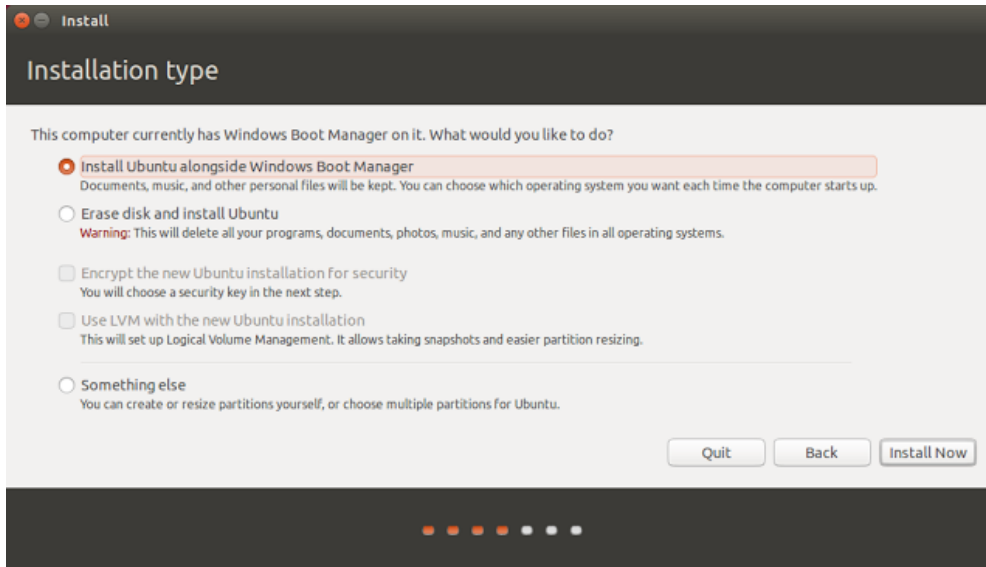 Install
Installation type
This computer currently has Windows Boot Manager on it. What would you like to do?
Install Ubuntu alongside Windows Boot Manager
Documents, music, and other personal files will be kept. You can choose which operating system you want each time the computer starts up.
Erase disk and install Ubuntu
Warning: This will delete all your programs, documents, photos, music, and any other files in all operating systems.
Encrypt the new Ubuntu installation for security
You will choose a security key in the next step.
Use LVM with the new Ubuntu installation
This will set up Logical Volume Management. It allows taking snapshots and easier partition resizing.
Something else
You can create or resize partitions yourself, or choose multiple partitions for Ubuntu.
Quit Back Install Now